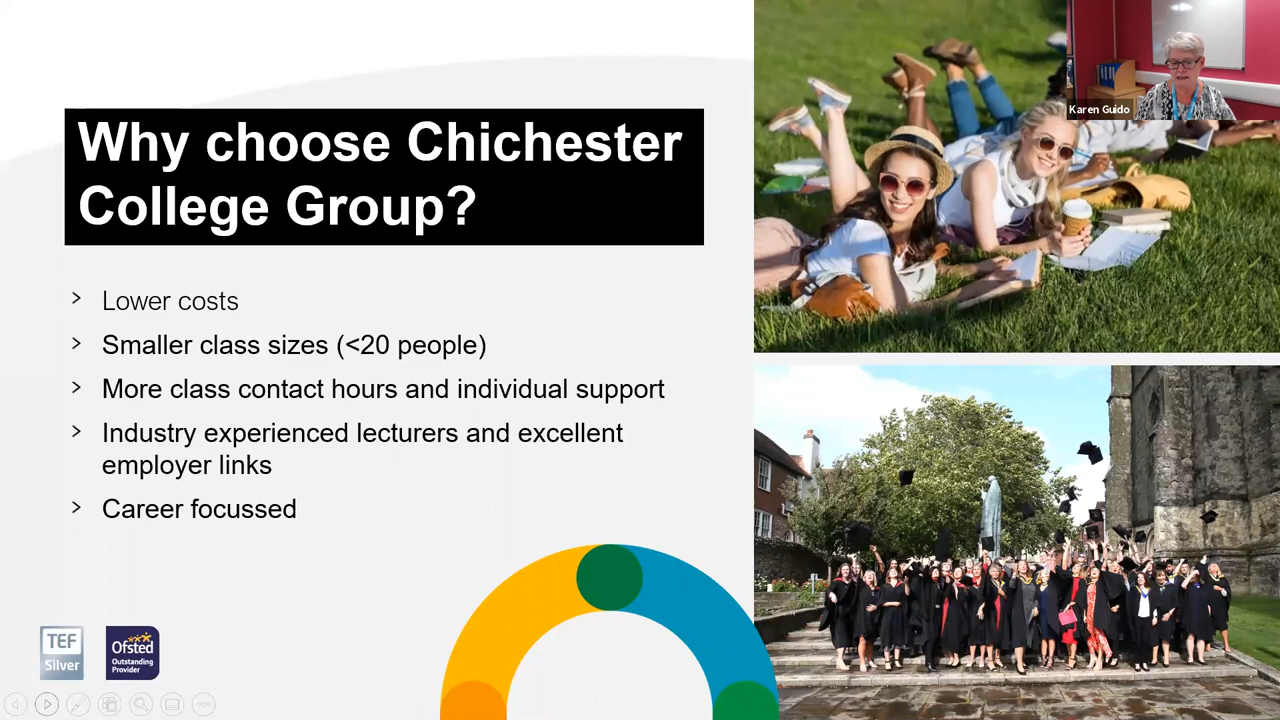 Why choose Chichester
College Group?
> Lower costs
> Smaller class sizes (<20 people)
> More class contact hours and individual support
> Industry experienced lecturers and excellent
employer links
> Career focussed
TEF
Silver
Ofsted
Outstanding
Provider
Karen Guido